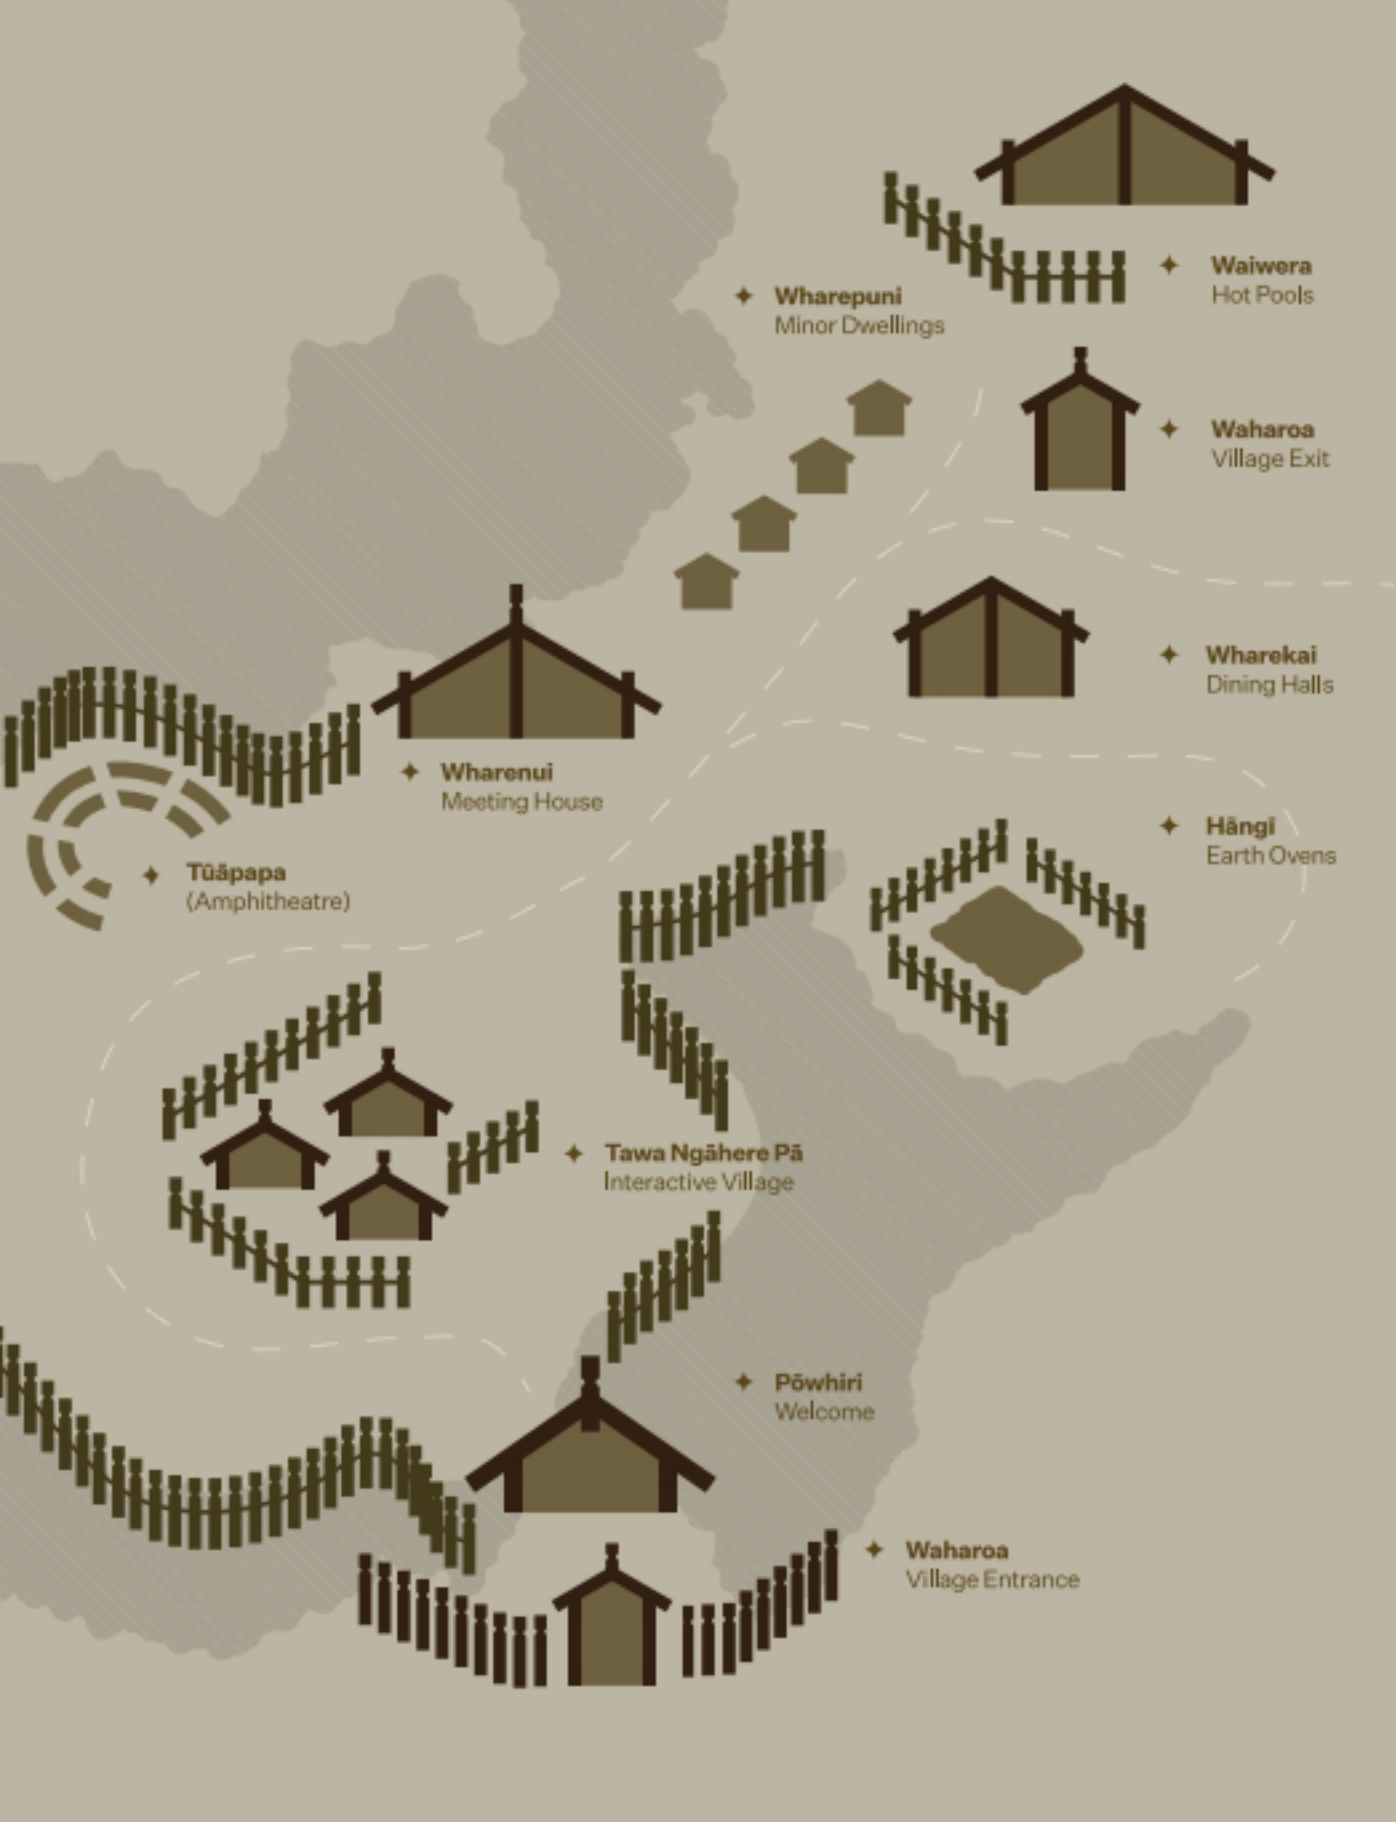 Waiwera
Hot Pools
Wharepuni
Minor Dwellings
Waharoa
Village Exit
Wharekai
Dining Halls
Wharenui
Meeting House
Hāngī
Earth Ovens
Tūāpapa
(Amphitheatre)
Tawa Ngāhere Pā
Interactive Village
Pōwhiri
Welcome
Waharoa
Village Entrance